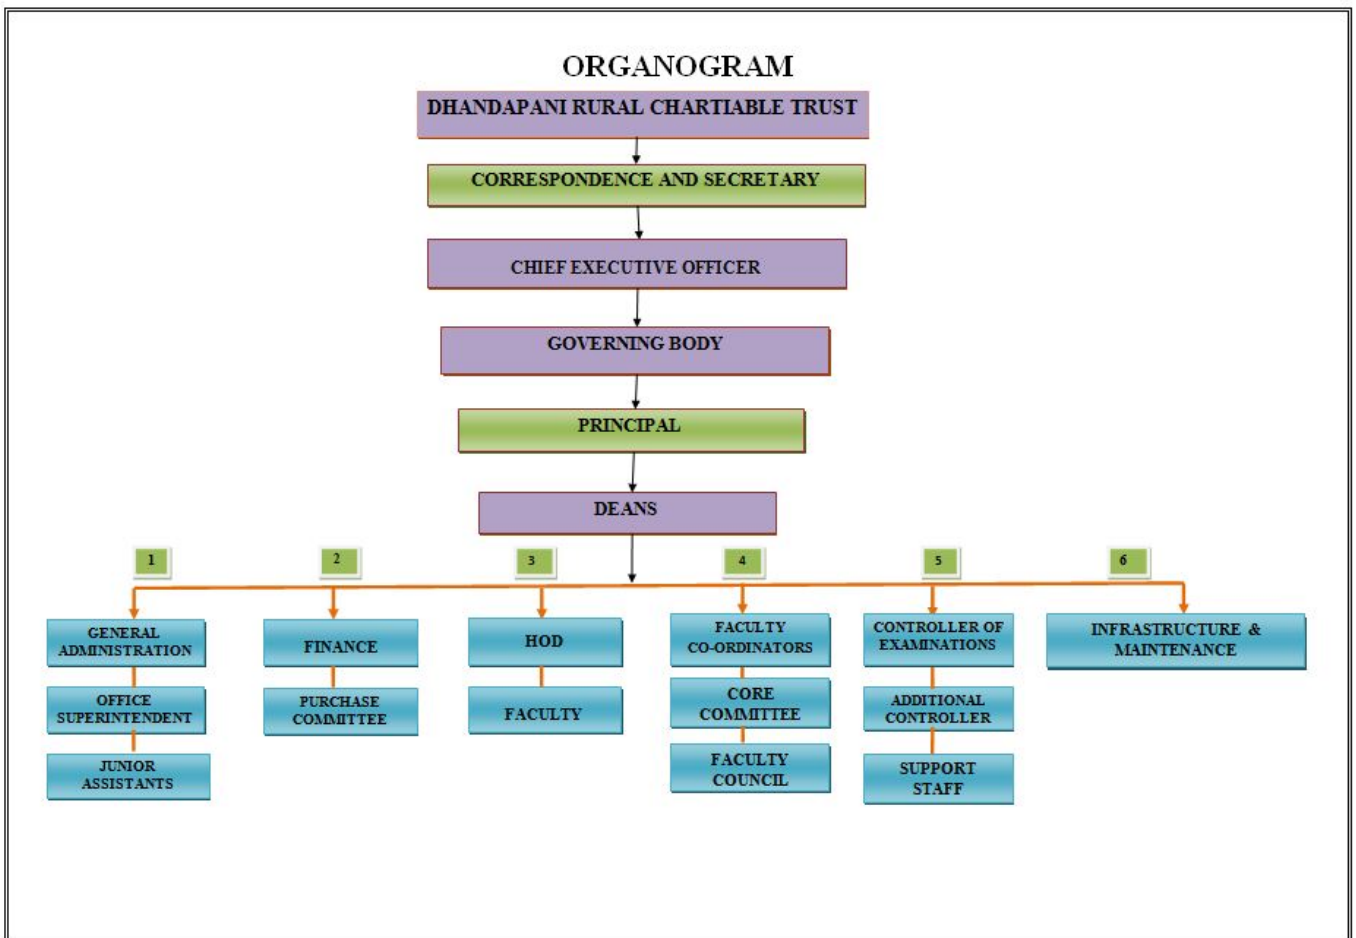 ORGANOGRAM
DHANDAPANI RURAL CHARTIABLE TRUST
CORRESPONDENCE AND SECRETARY
CHIEF EXECUTIVE OFFICER
GOVERNING BODY
PRINCIPAL
DEANS
1
2
3
4
5
6
GENERAL
ADMINISTRATION
OFFICE
SUPERINTENDENT
JUNIOR
ASSISTANTS
FINANCE
PURCHASE
COMMITTEE
HOD
FACULTY
FACULTY
CO-ORDINATORS
CORE
COMMITTEE
FACULTY
COUNCIL
CONTROLLER OF
EXAMINATIONS
ADDITIONAL
CONTROLLER
SUPPORT
STAFF
INFRASTRUCTURE &
MAINTENANCE